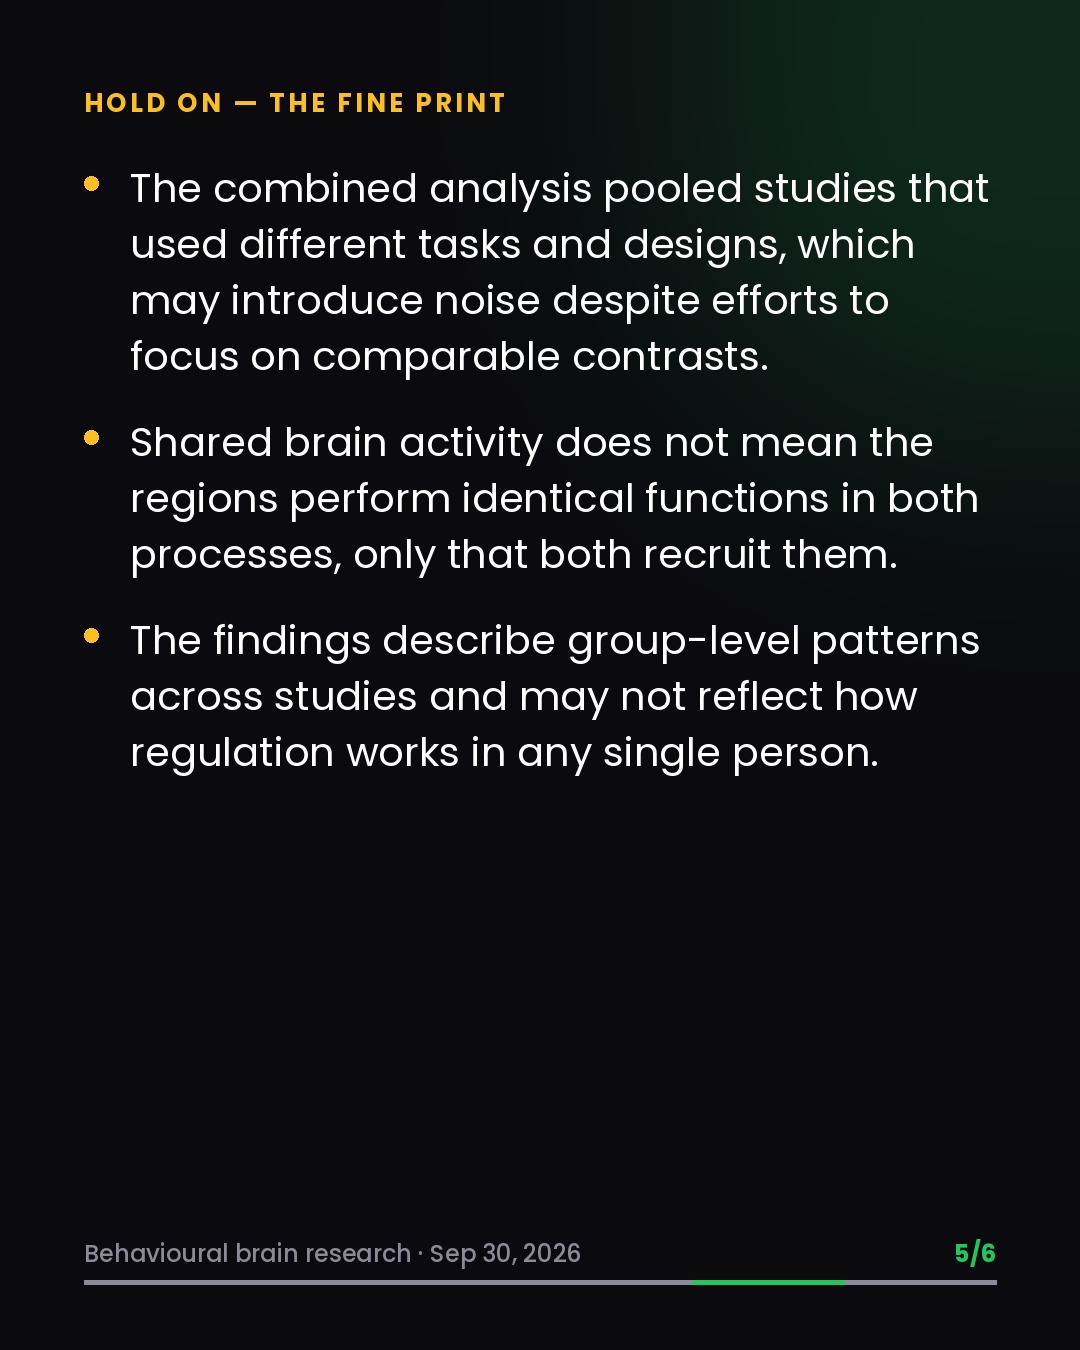 HOLD ON — THE FINE PRINT
• The combined analysis pooled studies that
used different tasks and designs, which
may introduce noise despite efforts to
focus on comparable contrasts.
• Shared brain activity does not mean the
regions perform identical functions in both
processes, only that both recruit them.
• The findings describe group-level patterns
across studies and may not reflect how
regulation works in any single person.
Behavioural brain research · Sep 30, 2026
5/6